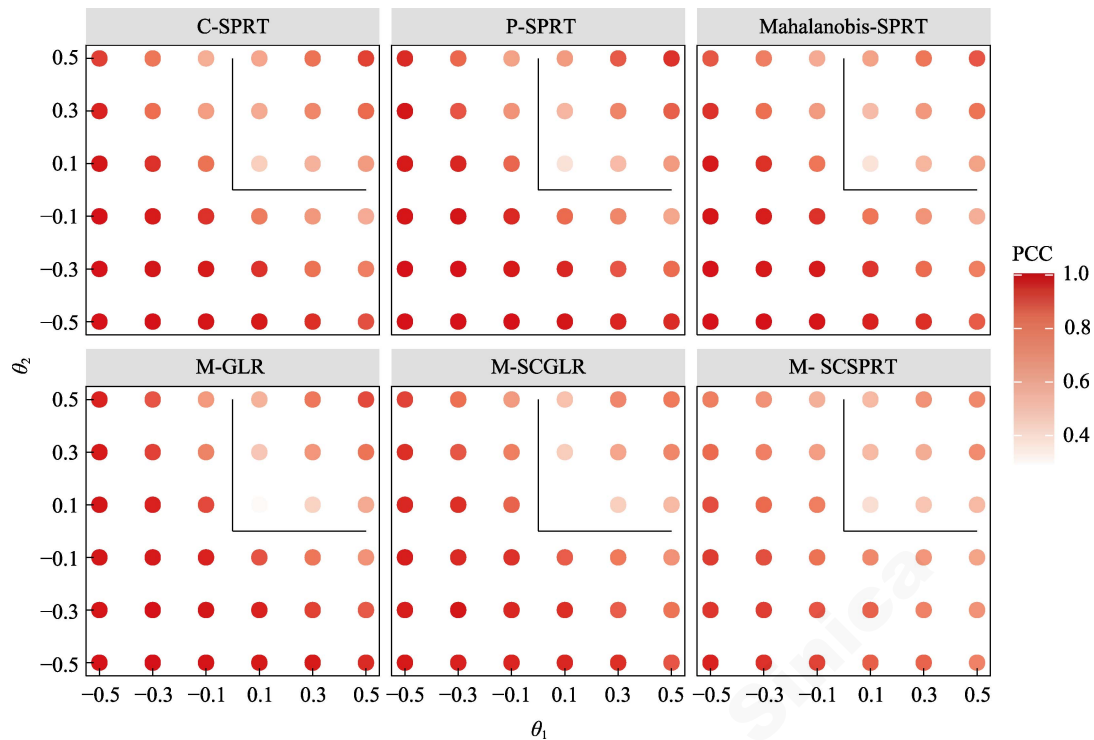 C-SPRT P-SPRT Mahalanobis-SPRT
0.5
0.3
0.1
−0.1
−0.3
−0.5
PCC
1.0
0.8
0.6
0.4
θ2
M-GLR M-SCGLR M- SCSPRT
0.5
0.3
0.1
−0.1
−0.3
−0.5
−0.5 −0.3 −0.1 0.1 0.3 0.5 −0.5 −0.3 −0.1 0.1 0.3 0.5 −0.5 −0.3 −0.1 0.1 0.3 0.5
θ1
Sinica